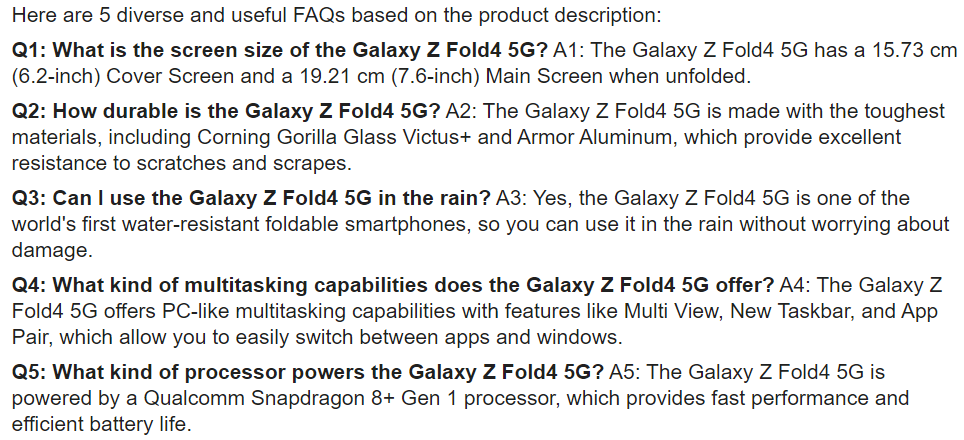 Here are 5 diverse and useful FAQs based on the product description:
Q1: What is the screen size of the Galaxy Z Fold4 5G? A1: The Galaxy Z Fold4 5G has a 15.73 cm
(6.2-inch) Cover Screen and a 19.21 cm (7.6-inch) Main Screen when unfolded.
Q2: How durable is the Galaxy Z Fold4 5G? A2: The Galaxy Z Fold4 5G is made with the toughest
materials, including Corning Gorilla Glass Victus+ and Armor Aluminum, which provide excellent
resistance to scratches and scrapes.
Q3: Can I use the Galaxy Z Fold4 5G in the rain? A3: Yes, the Galaxy Z Fold4 5G is one of the
world's first water-resistant foldable smartphones, so you can use it in the rain without worrying about
damage.
Q4: What kind of multitasking capabilities does the Galaxy Z Fold4 5G offer? A4: The Galaxy Z
Fold4 5G offers PC-like multitasking capabilities with features like Multi View, New Taskbar, and App
Pair, which allow you to easily switch between apps and windows.
Q5: What kind of processor powers the Galaxy Z Fold4 5G? A5: The Galaxy Z Fold4 5G is
powered by a Qualcomm Snapdragon 8+ Gen 1 processor, which provides fast performance and
efficient battery life.